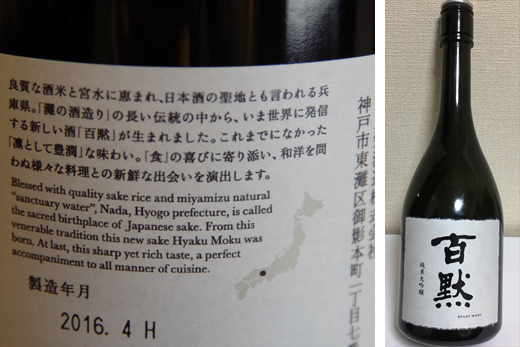 良質な酒米と宮水に恵まれ、日本酒の聖地とも言われる兵
庫県。「灘の酒造り」の長い伝統の中から、いま世界に発信
する新しい酒「百黙」が生まれました。これまでになかった
「凛として豊潤」な味わい。「食」の喜びに寄り添い、和洋を問
わぬ様々な料理との新たな出会いを演出します。
Blessed with quality sake rice and miyamizu natural
“sanctuary water”, Nada, Hyogo prefecture, is called
the sacred birthplace of Japanese sake. From this
venerable tradition this new sake Hyaku Moku was
born. At last, this sharp yet rich taste, a perfect
accompaniment to all manner of cuisine.
製造年月
2016. 4 H
株式会社
神戸市東灘区御影本町一丁目七
百黙
純米大吟醸
HYAKU MOKU